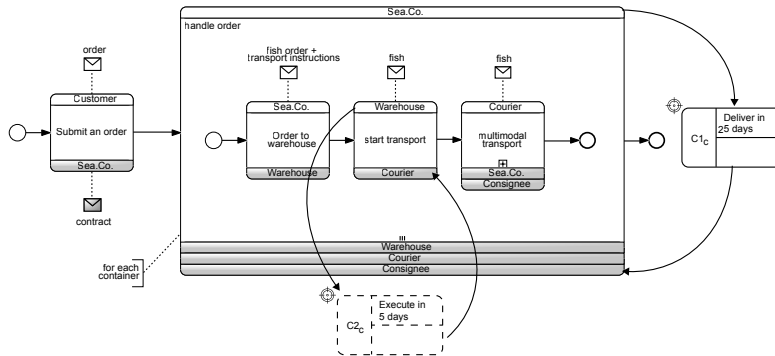 order
Customer
Submit an order
Sea.Co.
contract
for each
container
Sea.Co.
handle order
fish order +
transport instructions
Sea.Co.
Order to
warehouse
Warehouse
fish
Warehouse
start transport
Courier
fish
Courier
multimodal
transport
Sea.Co.
Consignee
Warehouse
Courier
Consignee
C1c
Deliver in
25 days
C2c
Execute in
5 days